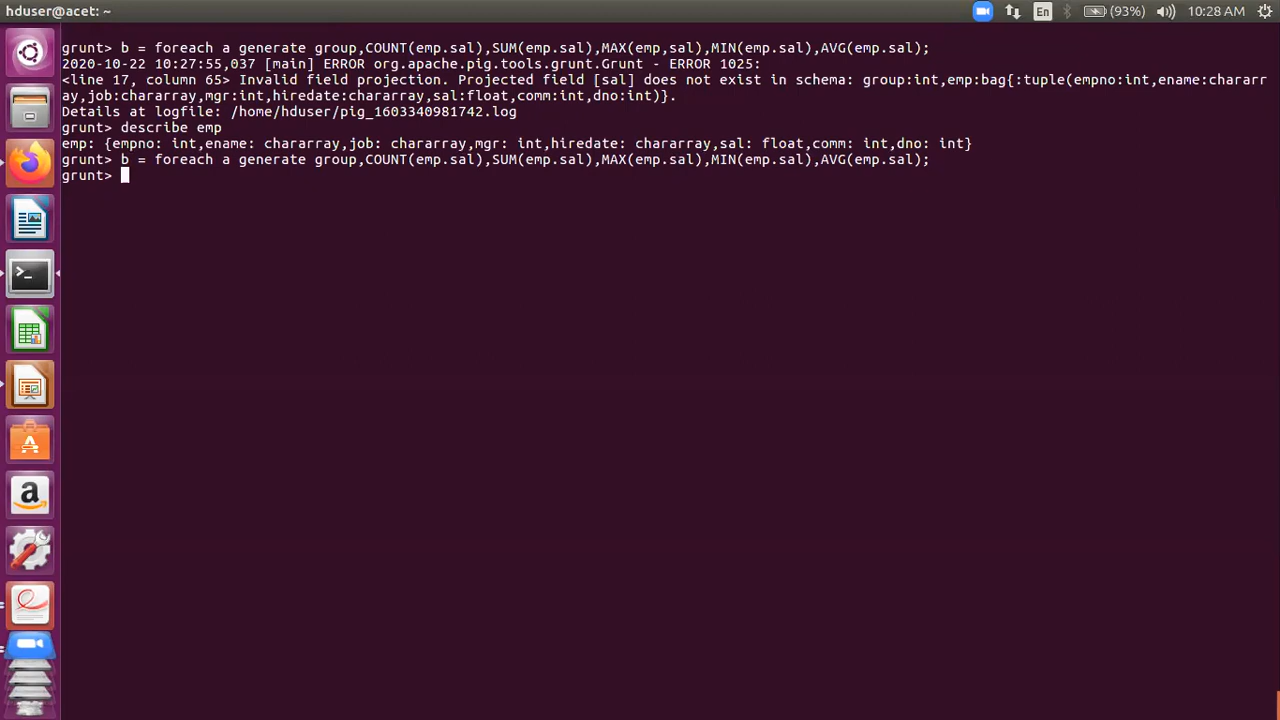 hduser@acet: ~
En
(93%)
10:28 AM
grunt> b = foreach a generate group,COUNT(emp.sal),SUM(emp.sal),MAX(emp,sal),MIN(emp.sal),AVG(emp.sal);
2020-10-22 10:27:55,037 [main] ERROR org.apache.pig.tools.grunt.Grunt - ERROR 1025:
<line 17, column 65> Invalid field projection. Projected field [sal] does not exist in schema: group:int,emp:bag{:tuple(empno:int,ename:charar
ay,job:chararray,mgr:int,hiredate:chararray,sal:float,comm:int,dno:int)}.
Details at logfile: /home/hduser/pig_1603340981742.log
grunt> describe emp
emp: {empno: int,ename: chararray,job: chararray,mgr: int,hiredate: chararray,sal: float,comm: int,dno: int}
grunt> b = foreach a generate group,COUNT(emp.sal),SUM(emp.sal),MAX(emp.sal),MIN(emp.sal),AVG(emp.sal);
grunt>